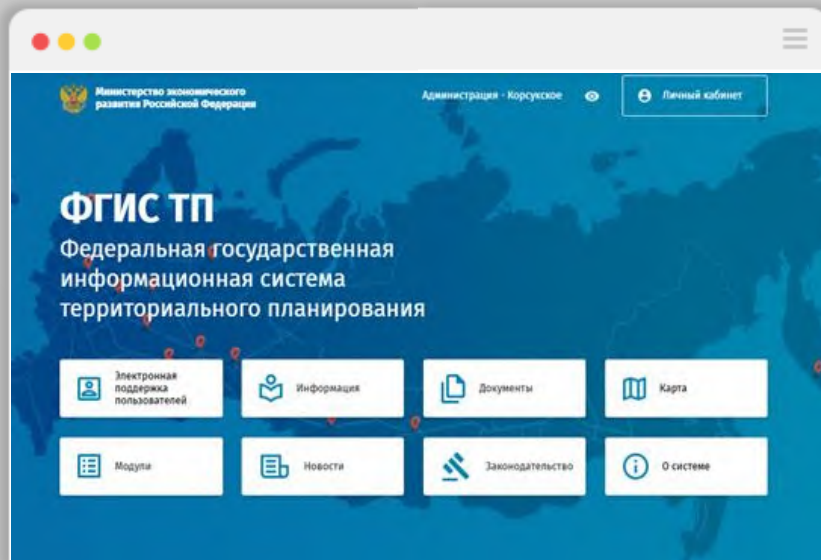 Министерство экономического
развития Российской Федерации
Администрация - Корсукское
Личный кабинет
ФГИС ТП
Федеральная государственная
информационная система
территориального планирования
Электронная
поддержка
пользователей
Информация
Документы
Карта
Модули
Новости
Законодательство
О системе